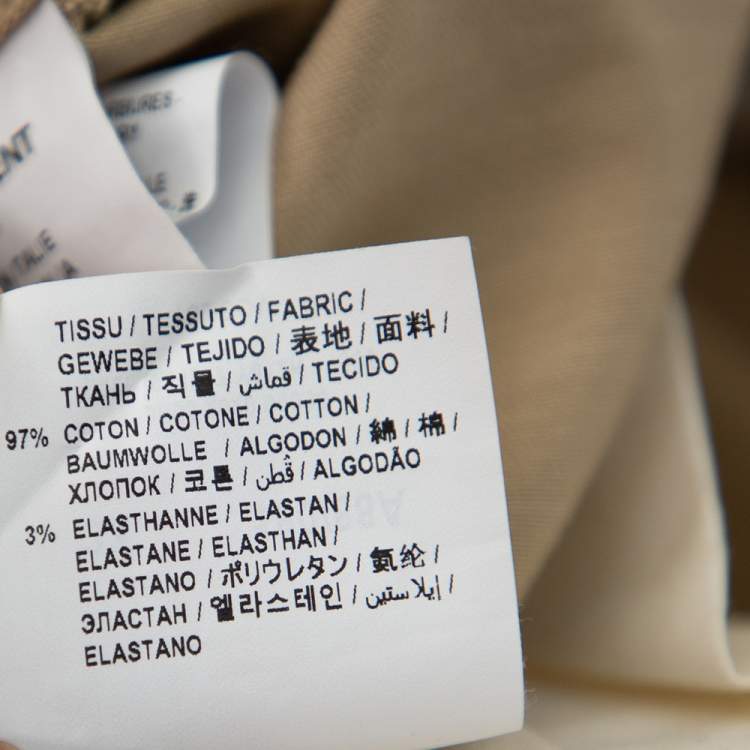 TISSU / TESSUTO / FABRIC /
GEWEBE / TEJIDO / 表地 / 面料 /
ТКАНЬ / 직물 / قماش / TECIDO
97% COTON / COTONE / COTTON /
BAUMWOLLE / ALGODON / 綿 / 棉 /
ХЛОПОК / 코튼 / قطن / ALGODÃO
3% ELASTHANNE / ELASTAN /
ELASTANE / ELASTHAN /
ELASTANO / ポリウレタン / 氨纶 /
ЭЛАСТАН / 엘라스테인 / إيلاستين /
ELASTANO